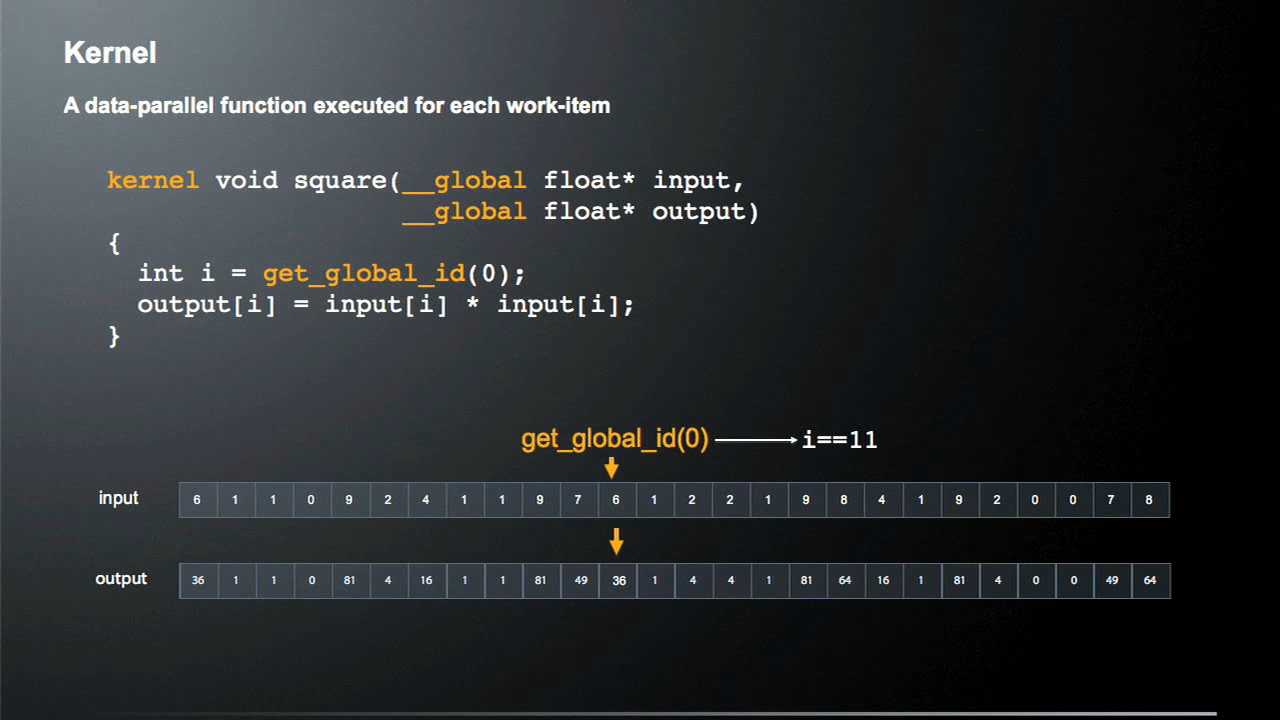 Kernel
A data-parallel function executed for each work-item
kernel void square(__global float* input,
__global float* output)
{
int i = get_global_id(0);
output[i] = input[i] * input[i];
}
get_global_id(0) i==11
input 6 1 1 0 9 2 4 1 1 9 7 6 1 2 2 1 9 8 4 1 9 2 0 0 7 8
output 36 1 1 0 81 4 16 1 1 81 49 36 1 4 4 1 81 64 16 1 81 4 0 0 49 64